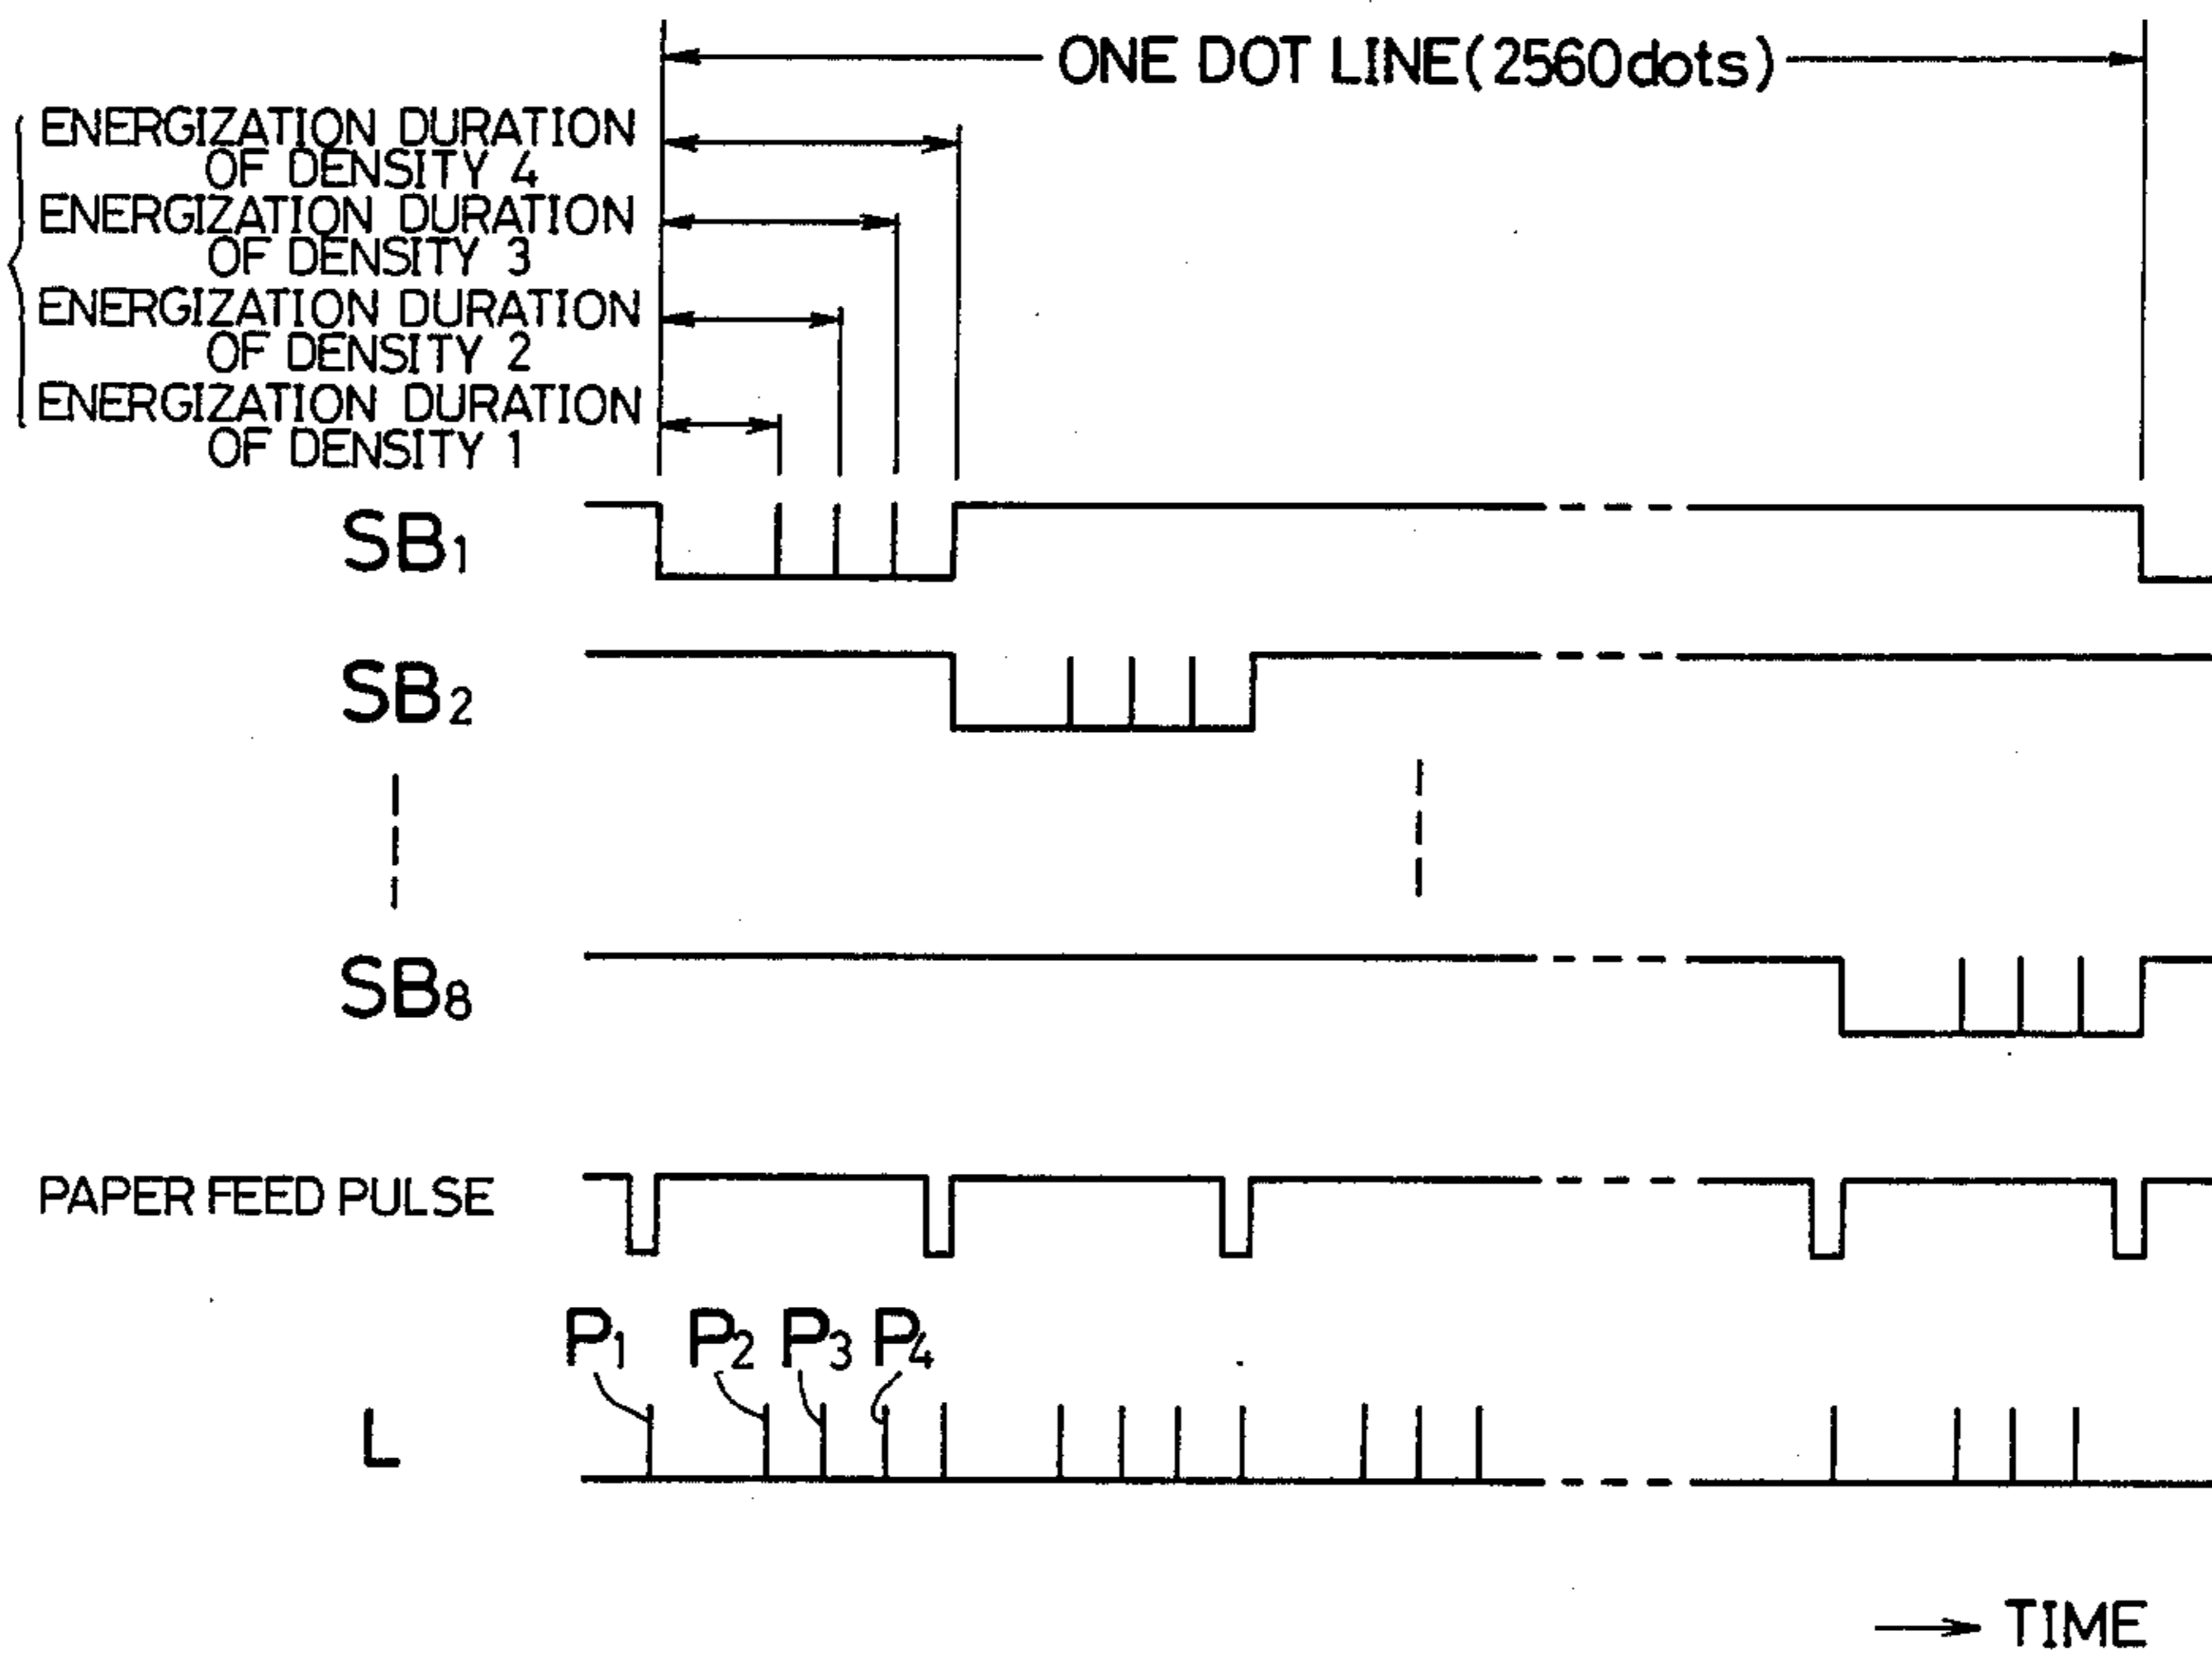 ONE DOT LINE(2560dots)
ENERGIZATION DURATION
OF DENSITY 4
ENERGIZATION DURATION
OF DENSITY 3
ENERGIZATION DURATION
OF DENSITY 2
ENERGIZATION DURATION
OF DENSITY 1
SB1
SB2
SB8
PAPER FEED PULSE
P1 P2 P3 P4
L
TIME